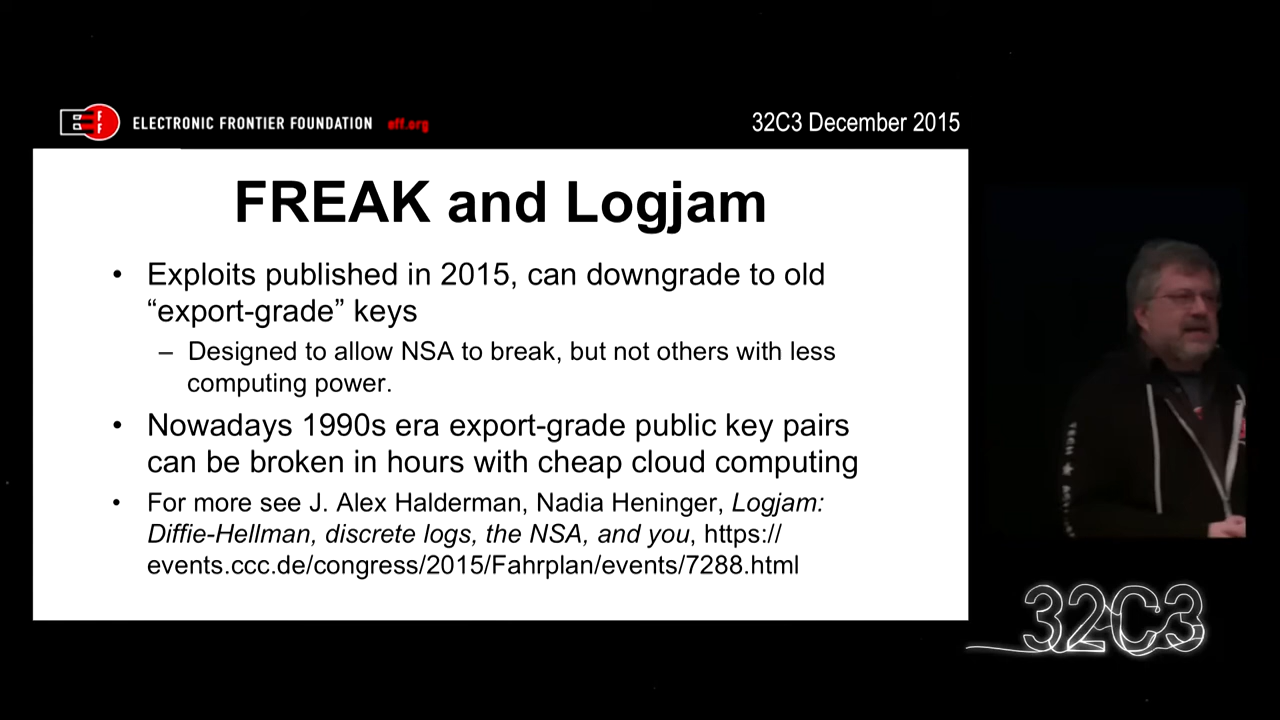 ELECTRONIC FRONTIER FOUNDATION eff.org
32C3 December 2015
FREAK and Logjam
• Exploits published in 2015, can downgrade to old
“export-grade” keys
– Designed to allow NSA to break, but not others with less
computing power.
• Nowadays 1990s era export-grade public key pairs
can be broken in hours with cheap cloud computing
• For more see J. Alex Halderman, Nadia Heninger, Logjam:
Diffie-Hellman, discrete logs, the NSA, and you, https://
events.ccc.de/congress/2015/Fahrplan/events/7288.html
TECH
32C3